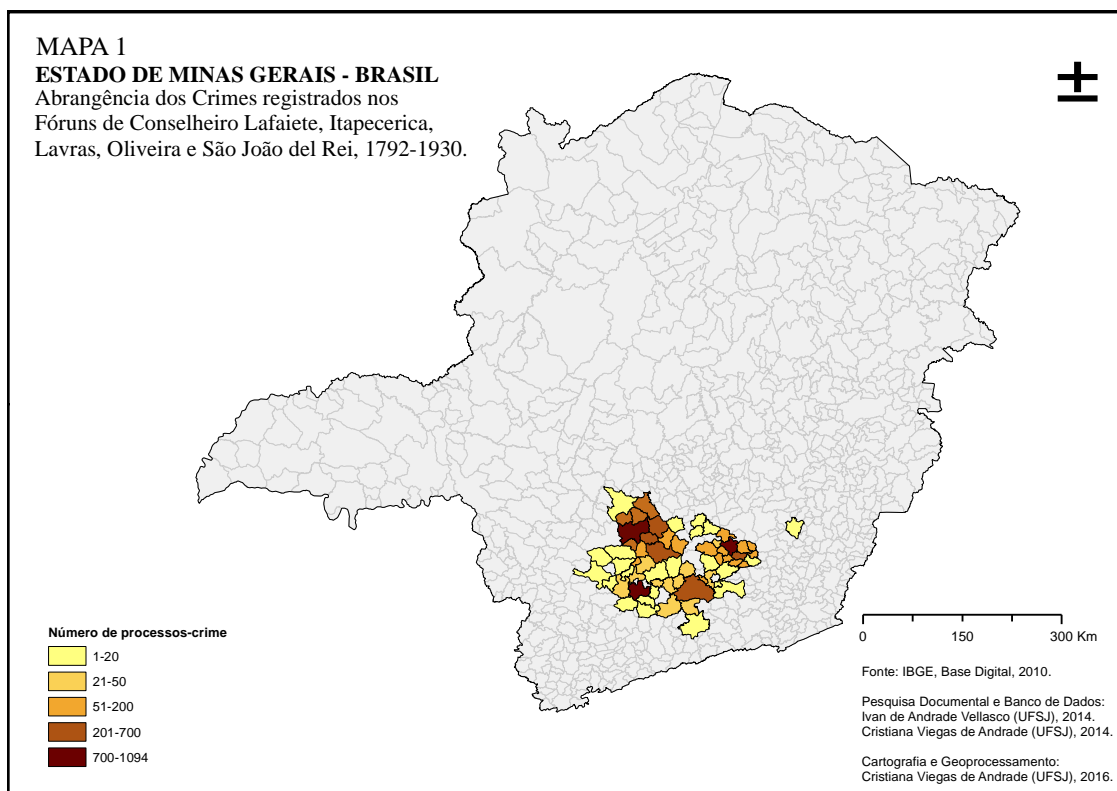 MAPA 1
ESTADO DE MINAS GERAIS - BRASIL
Abrangência dos Crimes registrados nos
Fóruns de Conselheiro Lafaiete, Itapecerica,
Lavras, Oliveira e São João del Rei, 1792-1930.
Número de processos-crime
1-20
21-50
51-200
201-700
700-1094
0 150 300 Km
Fonte: IBGE, Base Digital, 2010.
Pesquisa Documental e Banco de Dados:
Ivan de Andrade Vellasco (UFSJ), 2014.
Cristiana Viegas de Andrade (UFSJ), 2014.
Cartografia e Geoprocessamento:
Cristiana Viegas de Andrade (UFSJ), 2016.